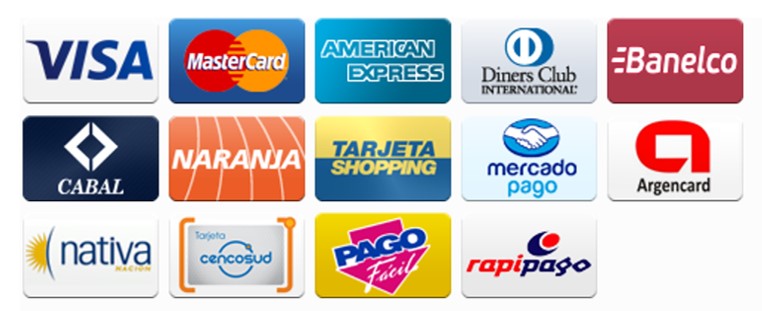 VISA
MasterCard
AMERICAN
EXPRESS
Diners Club
INTERNATIONAL®
Banelco
CABAL
NARANJA
TARJETA
SHOPPING
mercado
pago
Argencard
nativa
NACION
Tarjeta
cencosud
PAGO
Fácil
rapipago